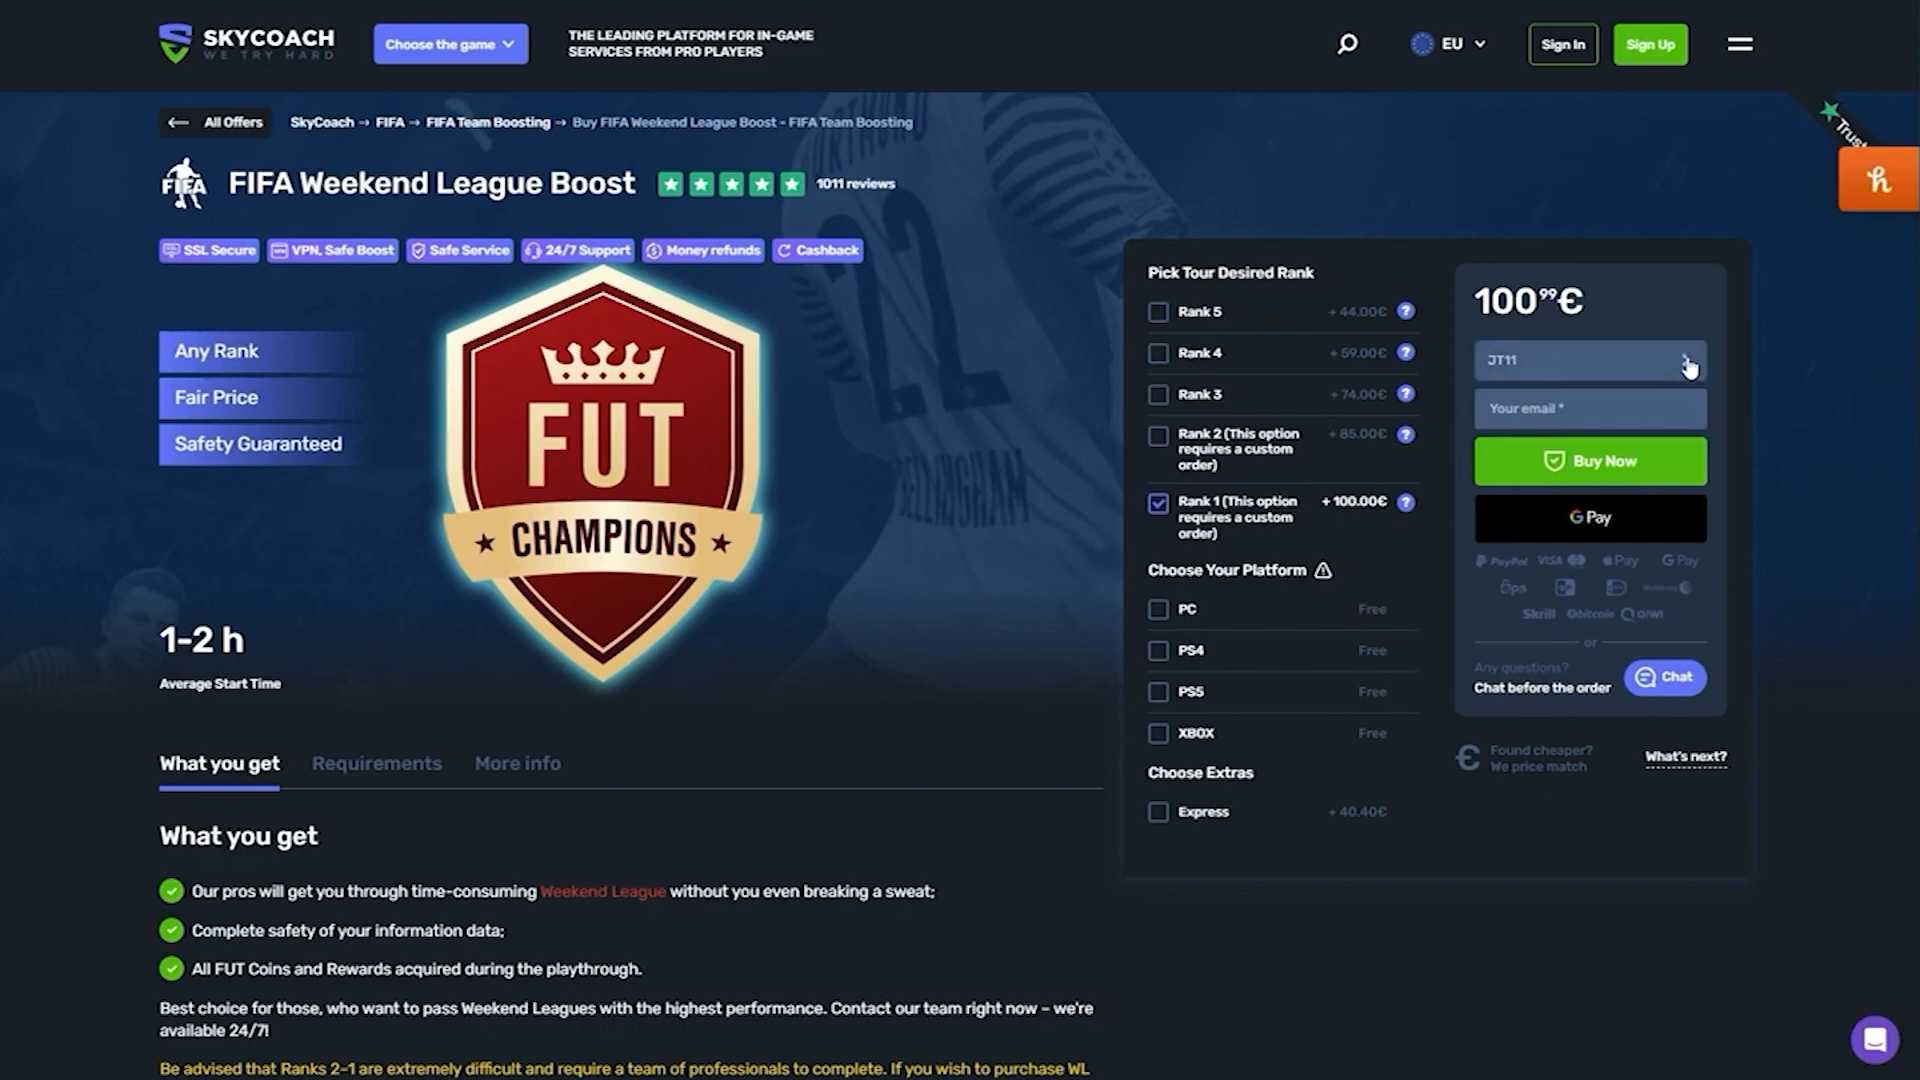 SKYCOACH
WE TRY HARD
Choose the game
THE LEADING PLATFORM FOR IN-GAME
SERVICES FROM PRO PLAYERS
EU
Sign In
Sign Up
All Offers
SkyCoach → FIFA → FIFA Team Boosting → Buy FIFA Weekend League Boost - FIFA Team Boosting
FIFA
FIFA Weekend League Boost
1011 reviews
SSL Secure
VPN, Safe Boost
Safe Service
24/7 Support
Money refunds
Cashback
Any Rank
Fair Price
Safety Guaranteed
FUT
CHAMPIONS
22
BELLINGHAM
1-2 h
Average Start Time
Pick Tour Desired Rank
Rank 5 + 44.00€ ?
Rank 4 + 59.00€ ?
Rank 3 + 74.00€ ?
Rank 2 (This option + 85.00€ ?
requires a custom
order)
Rank 1 (This option + 100.00€ ?
requires a custom
order)
Choose Your Platform
PC Free
PS4 Free
PS5 Free
XBOX Free
Choose Extras
Express + 40.40€
100⁹⁹€
JT11
Your email *
Buy Now
G Pay
PayPal VISA Pay G Pay
Skrill bitcoin QIWI
or
Any questions?
Chat before the order
Chat
€ Found cheaper?
We price match
What's next?
What you get
Requirements
More info
What you get
Our pros will get you through time-consuming Weekend League without you even breaking a sweat;
Complete safety of your information data;
All FUT Coins and Rewards acquired during the playthrough.
Best choice for those, who want to pass Weekend Leagues with the highest performance. Contact our team right now – we're
available 24/7!
Be advised that Ranks 2-1 are extremely difficult and require a team of professionals to complete. If you wish to purchase WL